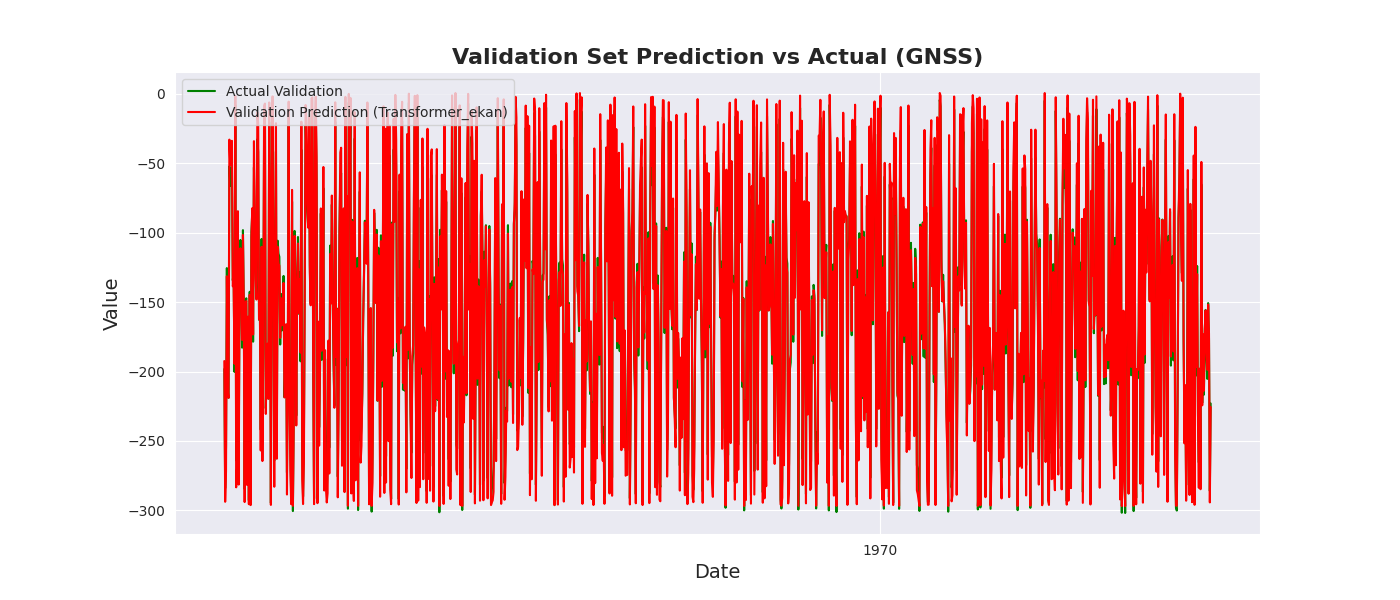 Validation Set Prediction vs Actual (GNSS)
Actual Validation
Validation Prediction (Transformer_ekan)
Value
0
−50
−100
−150
−200
−250
−300
1970
Date